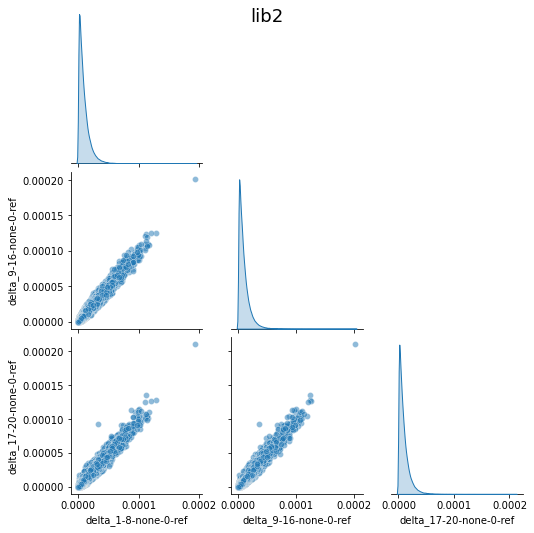 lib2
delta_9-16-none-0-ref
0.00020
0.00015
0.00010
0.00005
0.00000
delta_17-20-none-0-ref
0.00020
0.00015
0.00010
0.00005
0.00000
0.0000 0.0001 0.0002
delta_1-8-none-0-ref
0.0000 0.0001 0.0002
delta_9-16-none-0-ref
0.0000 0.0001 0.0002
delta_17-20-none-0-ref